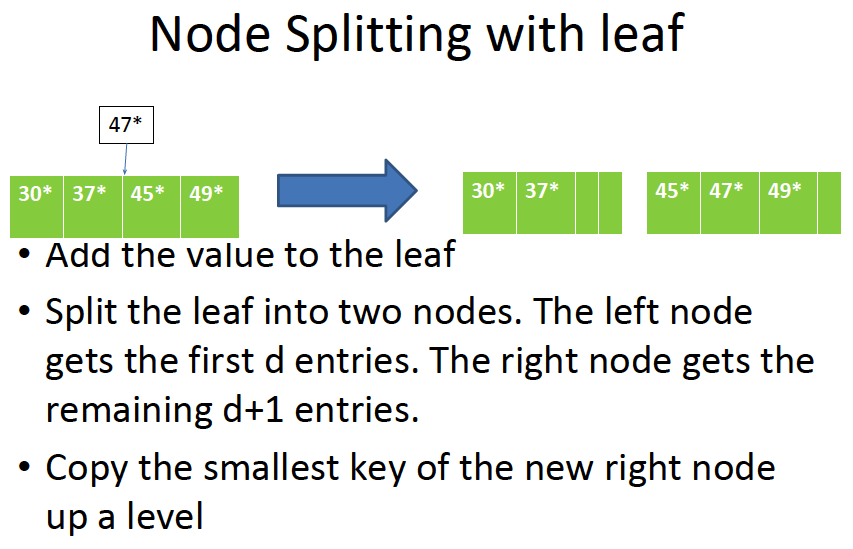 Node Splitting with leaf
47*
30* 37* 45* 49*
30* 37*
45* 47* 49*
• Add the value to the leaf
• Split the leaf into two nodes. The left node
gets the first d entries. The right node gets the
remaining d+1 entries.
• Copy the smallest key of the new right node
up a level